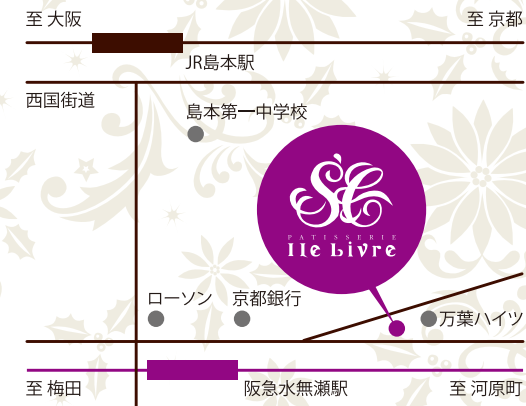 至 大阪
至 京都
JR島本駅
西国街道
島本第一中学校
PATISSERIE
Ile Livre
ローソン
京都銀行
万葉ハイツ
至 梅田
阪急水無瀬駅
至 河原町